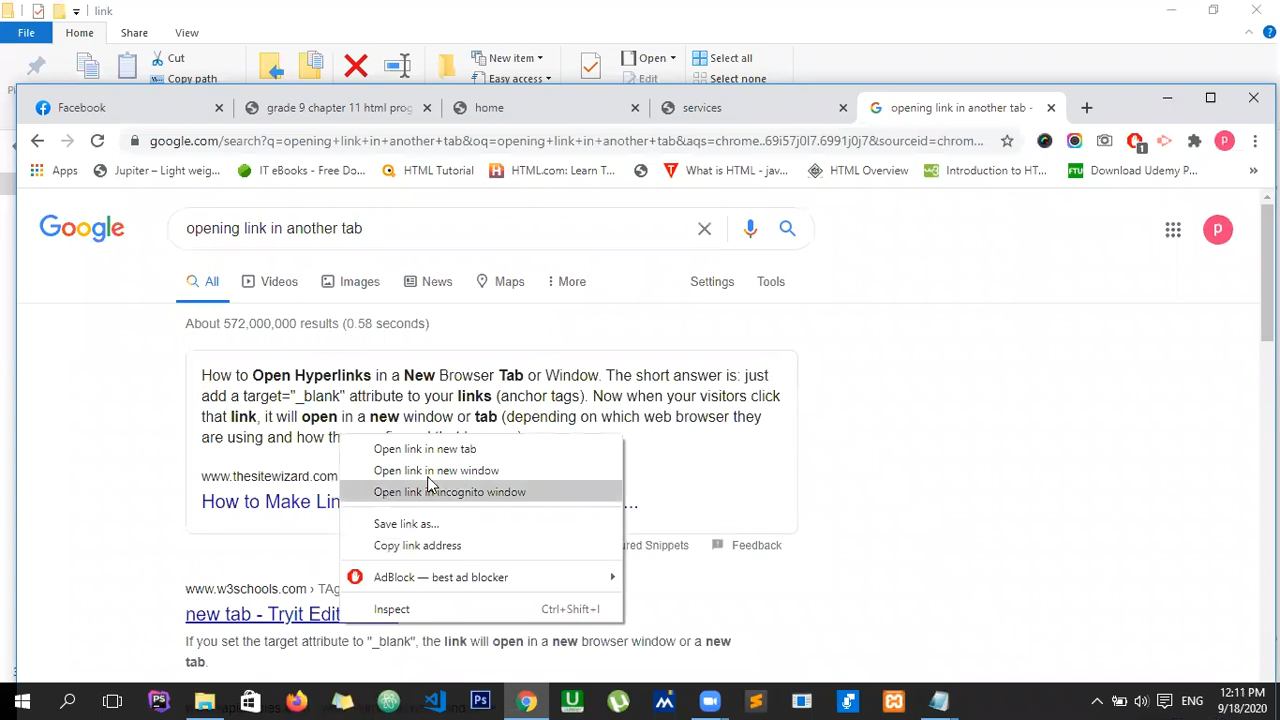 link
File Home Share View
Cut
Copy path
New item
Easy access
Open
Edit
Select all
Select none
Facebook grade 9 chapter 11 html prog home services opening link in another tab -
google.com/search?q=opening+link+in+another+tab&oq=opening+link+in+another+tab&aqs=chrome..69i57j0l7.6991j0j7&sourceid=chrom...
1
P
Apps Jupiter – Light weig... IT eBooks - Free Do... HTML Tutorial HTML.com: Learn T... What is HTML - jav... HTML Overview Introduction to HT... FTU Download Udemy P... »
Google opening link in another tab P
All Videos Images News Maps More Settings Tools
About 572,000,000 results (0.58 seconds)
How to Open Hyperlinks in a New Browser Tab or Window. The short answer is: just
add a target="_blank" attribute to your links (anchor tags). Now when your visitors click
that link, it will open in a new window or tab (depending on which web browser they
are using and how
Open link in new tab
Open link in new window
Open link in incognito window
Save link as...
Copy link address
AdBlock — best ad blocker
Inspect Ctrl+Shift+I
www.thesitewizard.com
How to Make Lin ...
Snippets Feedback
www.w3schools.com › TAg
new tab - Tryit Edit
If you set the target attribute to "_blank", the link will open in a new browser window or a new
tab.
ENG
12:11 PM
9/18/2020